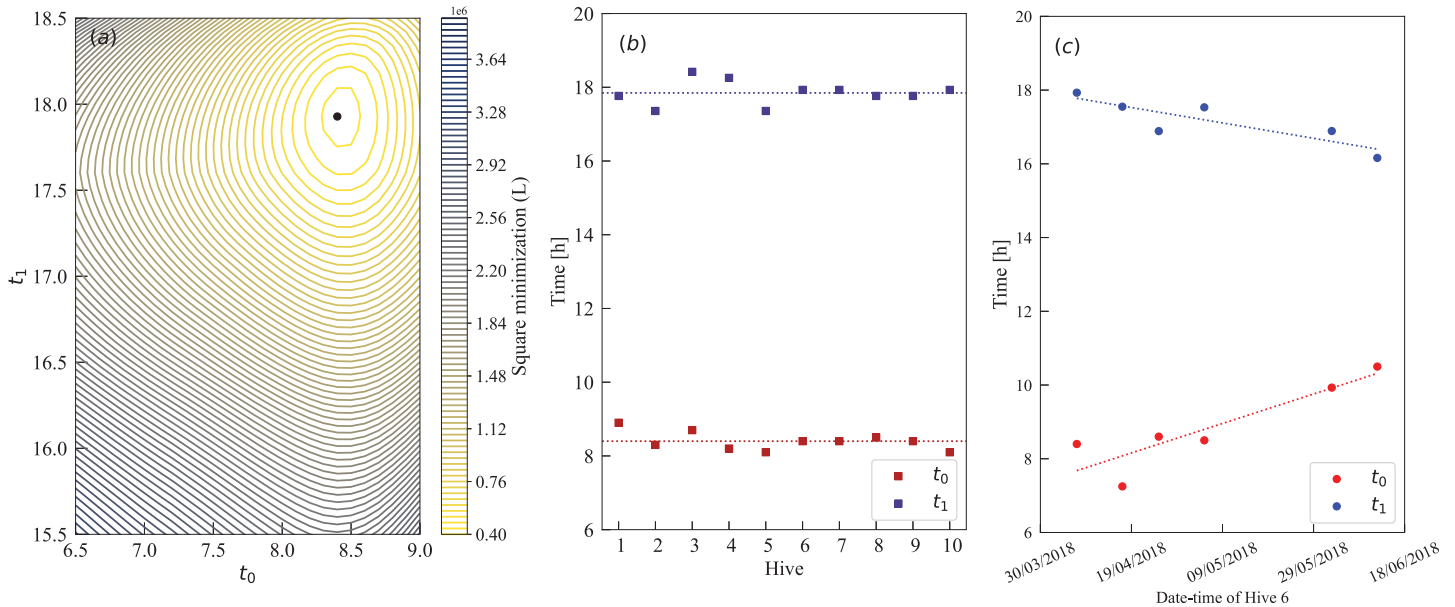 (a)
18.5
18.0
17.5
17.0
16.5
16.0
15.5
t1
6.5 7.0 7.5 8.0 8.5 9.0
t0
1e6
3.64
3.28
2.92
2.56
2.20
1.84
1.48
1.12
0.76
0.40
Square minimization (L)
(b)
20
18
16
14
12
10
8
6
Time [h]
t0
t1
1 2 3 4 5 6 7 8 9 10
Hive
(c)
20
18
16
14
12
10
8
6
Time [h]
t0
t1
30/03/2018 19/04/2018 09/05/2018 29/05/2018 18/06/2018
Date-time of Hive 6